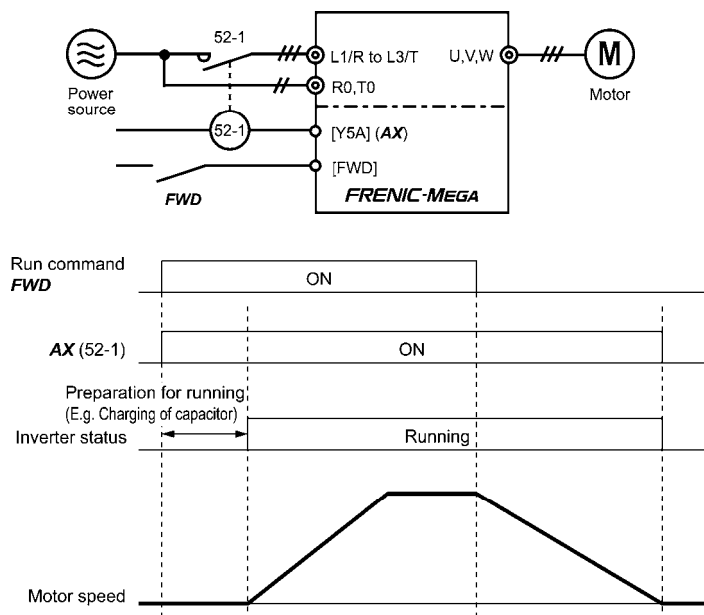 52-1
L1/R to L3/T
U,V,W
M
Power
source
R0,T0
Motor
52-1
[Y5A] (AX)
[FWD]
FWD
FRENIC-MEGA
Run command
FWD
ON
AX (52-1)
ON
Preparation for running
(E.g. Charging of capacitor)
Inverter status
Running
Motor speed